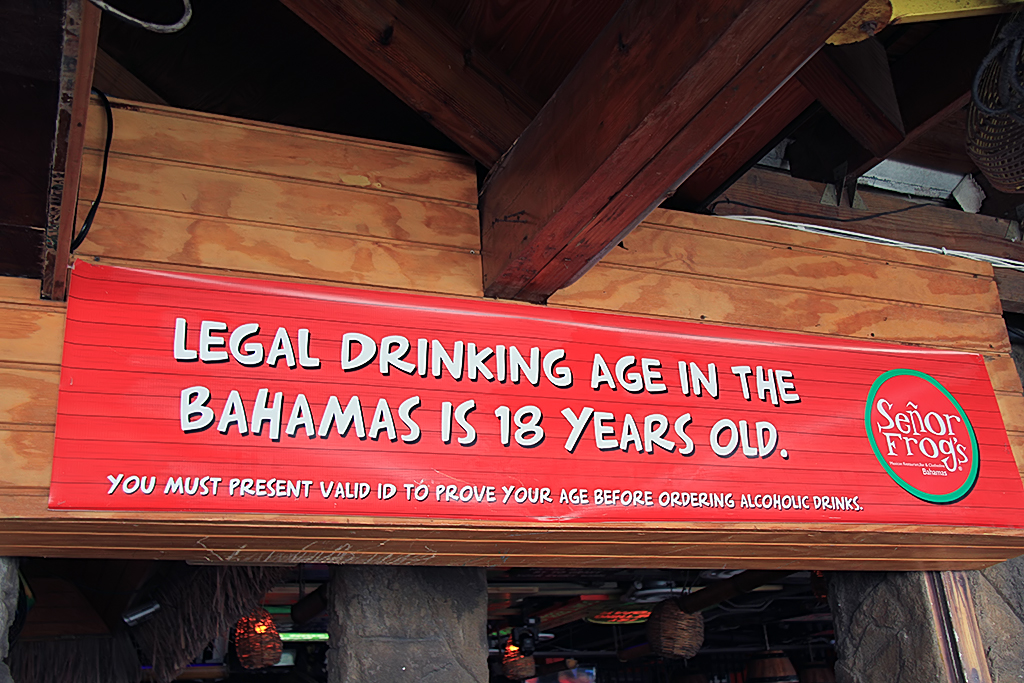 LEGAL DRINKING AGE IN THE
BAHAMAS IS 18 YEARS OLD.
YOU MUST PRESENT VALID ID TO PROVE YOUR AGE BEFORE ORDERING ALCOHOLIC DRINKS.
Señor
Frog's
Bahamas